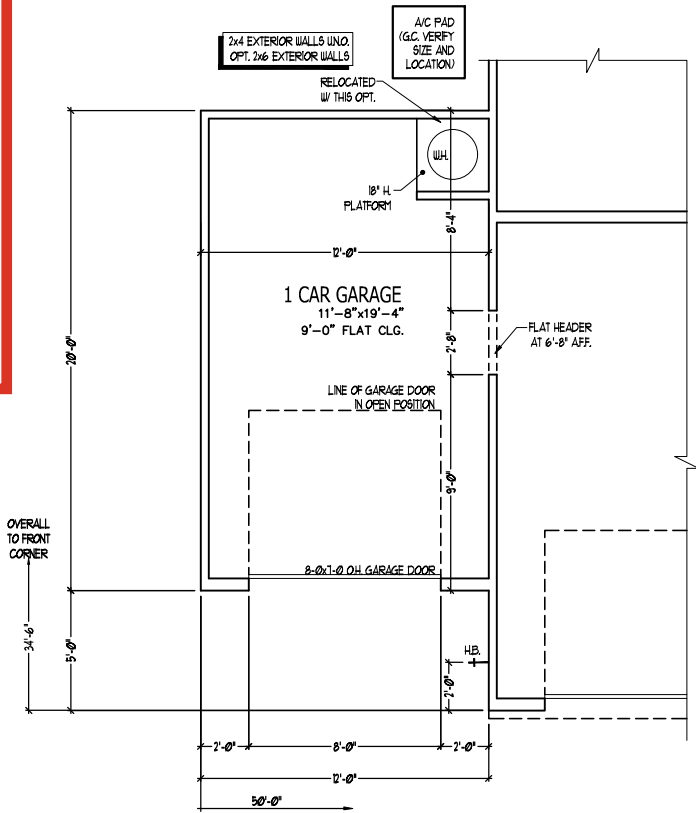 A/C PAD
(G.C. VERIFY
SIZE AND
LOCATION)
2x4 EXTERIOR WALLS U.N.O.
OPT. 2x6 EXTERIOR WALLS
RELOCATED
W/ THIS OPT.
W.H.
18" H.
PLATFORM
8'-4"
12'-0"
1 CAR GARAGE
11'-8"x19'-4"
9'-0" FLAT CLG.
2'-8"
FLAT HEADER
AT 6'-8" AFF.
20'-0"
LINE OF GARAGE DOOR
IN OPEN POSITION
9'-0"
OVERALL
TO FRONT
CORNER
8-0x7-0 O.H. GARAGE DOOR
34'-6"
5'-0"
H.B.
2'-0"
2'-0"
8'-0"
2'-0"
12'-0"
50'-0"